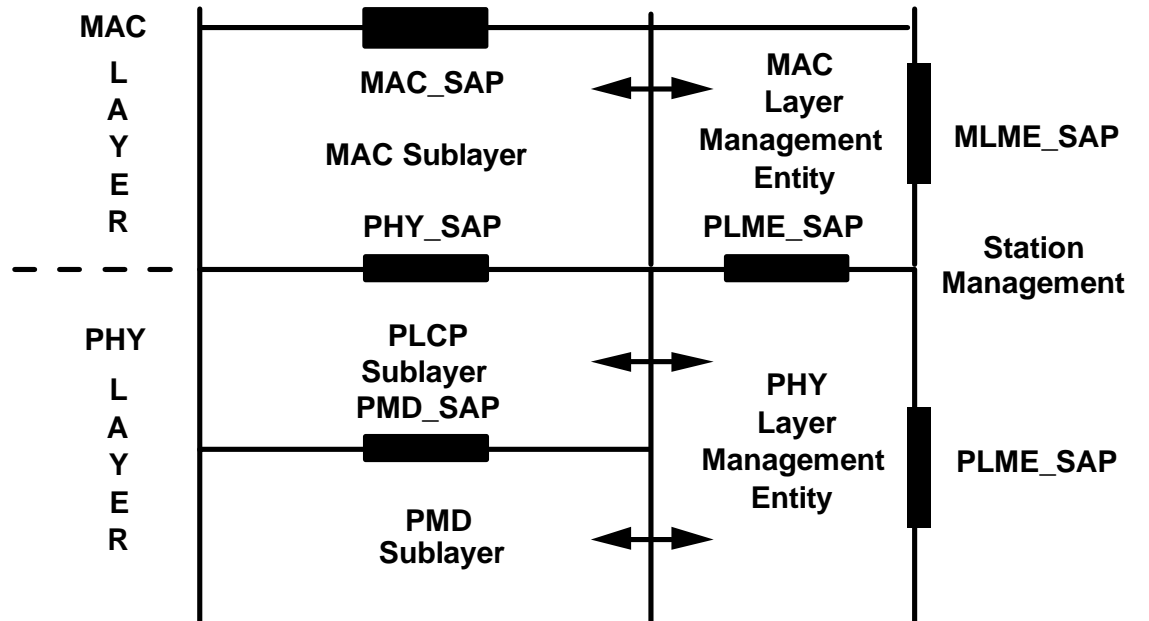 MAC
L
A
Y
E
R
MAC_SAP
MAC Sublayer
MAC
Layer
Management
Entity
MLME_SAP
PHY_SAP
PLME_SAP
Station
Management
PHY
L
A
Y
E
R
PLCP
Sublayer
PMD_SAP
PHY
Layer
Management
Entity
PLME_SAP
PMD
Sublayer